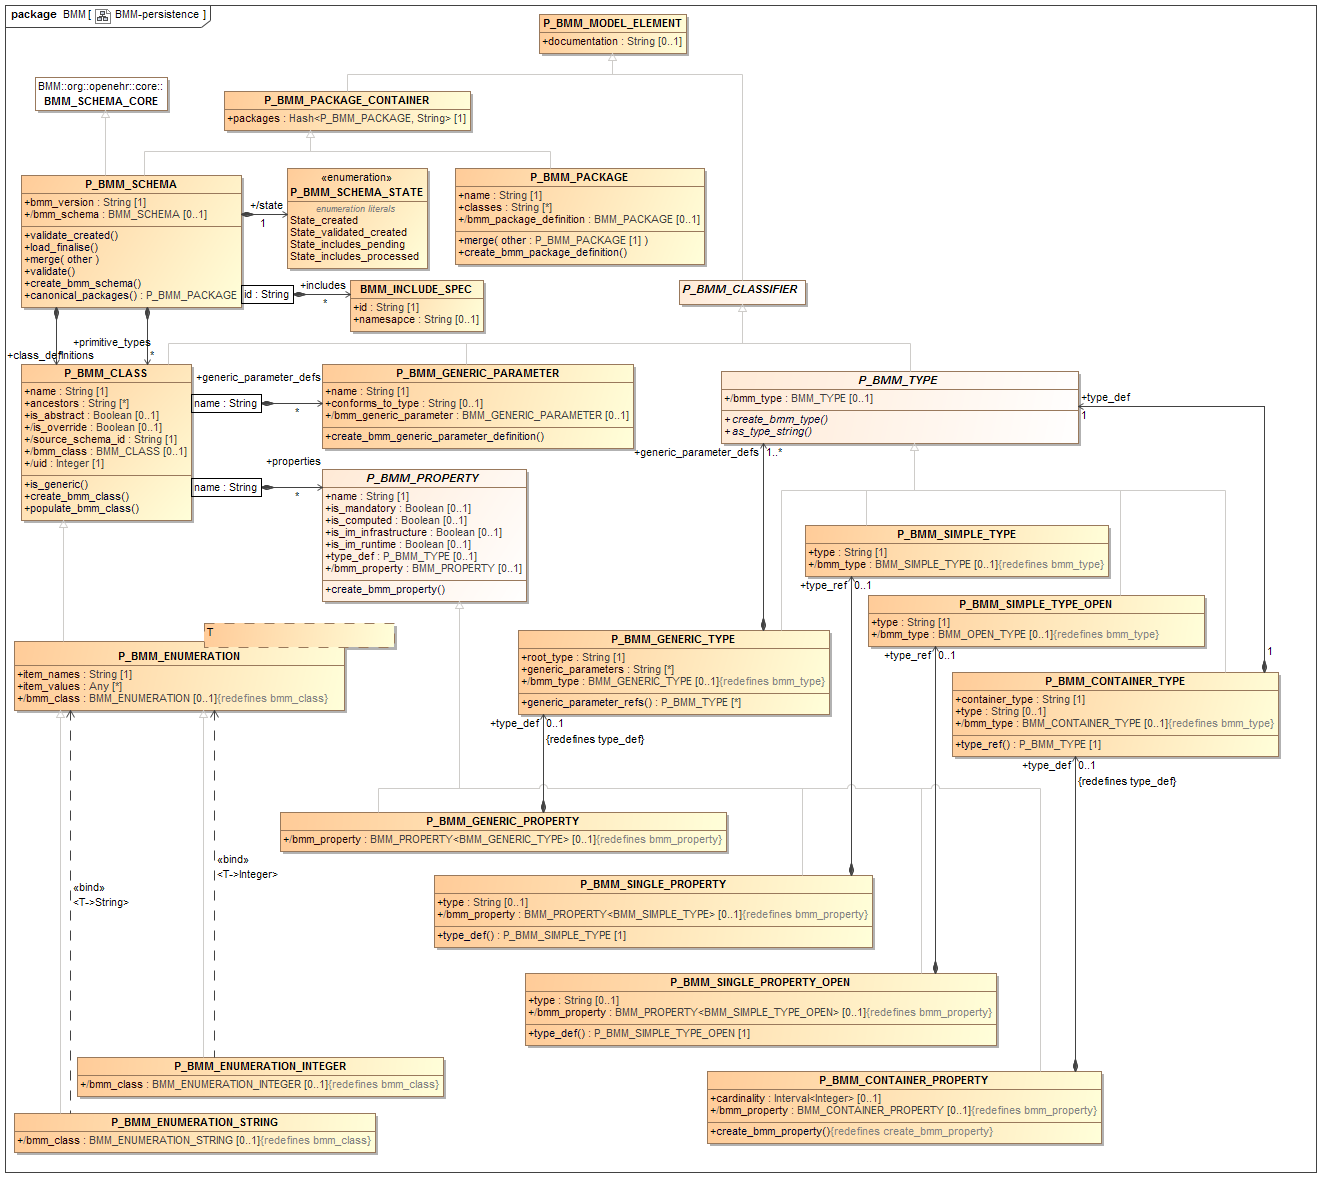 package BMM [ BMM-persistence ]
P_BMM_MODEL_ELEMENT
+documentation : String [0..1]
BMM::org::openehr::core::
BMM_SCHEMA_CORE
P_BMM_PACKAGE_CONTAINER
+packages : Hash<P_BMM_PACKAGE, String> [1]
P_BMM_SCHEMA
+bmm_version : String [1]
+/bmm_schema : BMM_SCHEMA [0..1]
+validate_created()
+load_finalise()
+merge( other )
+validate()
+create_bmm_schema()
+canonical_packages() : P_BMM_PACKAGE
+/state
1
«enumeration»
P_BMM_SCHEMA_STATE
enumeration literals
State_created
State_validated_created
State_includes_pending
State_includes_processed
P_BMM_PACKAGE
+name : String [1]
+classes : String [*]
+/bmm_package_definition : BMM_PACKAGE [0..1]
+merge( other : P_BMM_PACKAGE [1] )
+create_bmm_package_definition()
id : String
+includes
*
BMM_INCLUDE_SPEC
+id : String [1]
+namesapce : String [0..1]
P_BMM_CLASSIFIER
+primitive_types
*
+class_definitions
*
P_BMM_CLASS
+name : String [1]
+ancestors : String [*]
+is_abstract : Boolean [0..1]
+/is_override : Boolean [0..1]
+/source_schema_id : String [1]
+/bmm_class : BMM_CLASS [0..1]
+/uid : Integer [1]
+is_generic()
+create_bmm_class()
+populate_bmm_class()
+generic_parameter_defs
name : String
*
P_BMM_GENERIC_PARAMETER
+name : String [1]
+conforms_to_type : String [0..1]
+/bmm_generic_parameter : BMM_GENERIC_PARAMETER [0..1]
+create_bmm_generic_parameter_definition()
P_BMM_TYPE
+/bmm_type : BMM_TYPE [0..1]
+create_bmm_type()
+as_type_string()
+type_def
1
+generic_parameter_defs
1..*
+properties
name : String
*
P_BMM_PROPERTY
+name : String [1]
+is_mandatory : Boolean [0..1]
+is_computed : Boolean [0..1]
+is_im_infrastructure : Boolean [0..1]
+is_im_runtime : Boolean [0..1]
+type_def : P_BMM_TYPE [0..1]
+/bmm_property : BMM_PROPERTY [0..1]
+create_bmm_property()
P_BMM_SIMPLE_TYPE
+type : String [1]
+/bmm_type : BMM_SIMPLE_TYPE [0..1]{redefines bmm_type}
+type_ref 0..1
P_BMM_SIMPLE_TYPE_OPEN
+type : String [1]
+/bmm_type : BMM_OPEN_TYPE [0..1]{redefines bmm_type}
+type_ref 0..1
1
T
P_BMM_ENUMERATION
+item_names : String [1]
+item_values : Any [*]
+/bmm_class : BMM_ENUMERATION [0..1]{redefines bmm_class}
P_BMM_GENERIC_TYPE
+root_type : String [1]
+generic_parameters : String [*]
+/bmm_type : BMM_GENERIC_TYPE [0..1]{redefines bmm_type}
+generic_parameter_refs() : P_BMM_TYPE [*]
+type_def 0..1
{redefines type_def}
P_BMM_CONTAINER_TYPE
+container_type : String [1]
+type : String [0..1]
+/bmm_type : BMM_CONTAINER_TYPE [0..1]{redefines bmm_type}
+type_ref() : P_BMM_TYPE [1]
+type_def 0..1
{redefines type_def}
P_BMM_GENERIC_PROPERTY
+/bmm_property : BMM_PROPERTY<BMM_GENERIC_TYPE> [0..1]{redefines bmm_property}
«bind»
<T->Integer>
«bind»
<T->String>
P_BMM_SINGLE_PROPERTY
+type : String [0..1]
+/bmm_property : BMM_PROPERTY<BMM_SIMPLE_TYPE> [0..1]{redefines bmm_property}
+type_def() : P_BMM_SIMPLE_TYPE [1]
P_BMM_SINGLE_PROPERTY_OPEN
+type : String [0..1]
+/bmm_property : BMM_PROPERTY<BMM_SIMPLE_TYPE_OPEN> [0..1]{redefines bmm_property}
+type_def() : P_BMM_SIMPLE_TYPE_OPEN [1]
P_BMM_ENUMERATION_INTEGER
+/bmm_class : BMM_ENUMERATION_INTEGER [0..1]{redefines bmm_class}
P_BMM_CONTAINER_PROPERTY
+cardinality : Interval<Integer> [0..1]
+/bmm_property : BMM_CONTAINER_PROPERTY [0..1]{redefines bmm_property}
+create_bmm_property(){redefines create_bmm_property}
P_BMM_ENUMERATION_STRING
+/bmm_class : BMM_ENUMERATION_STRING [0..1]{redefines bmm_class}